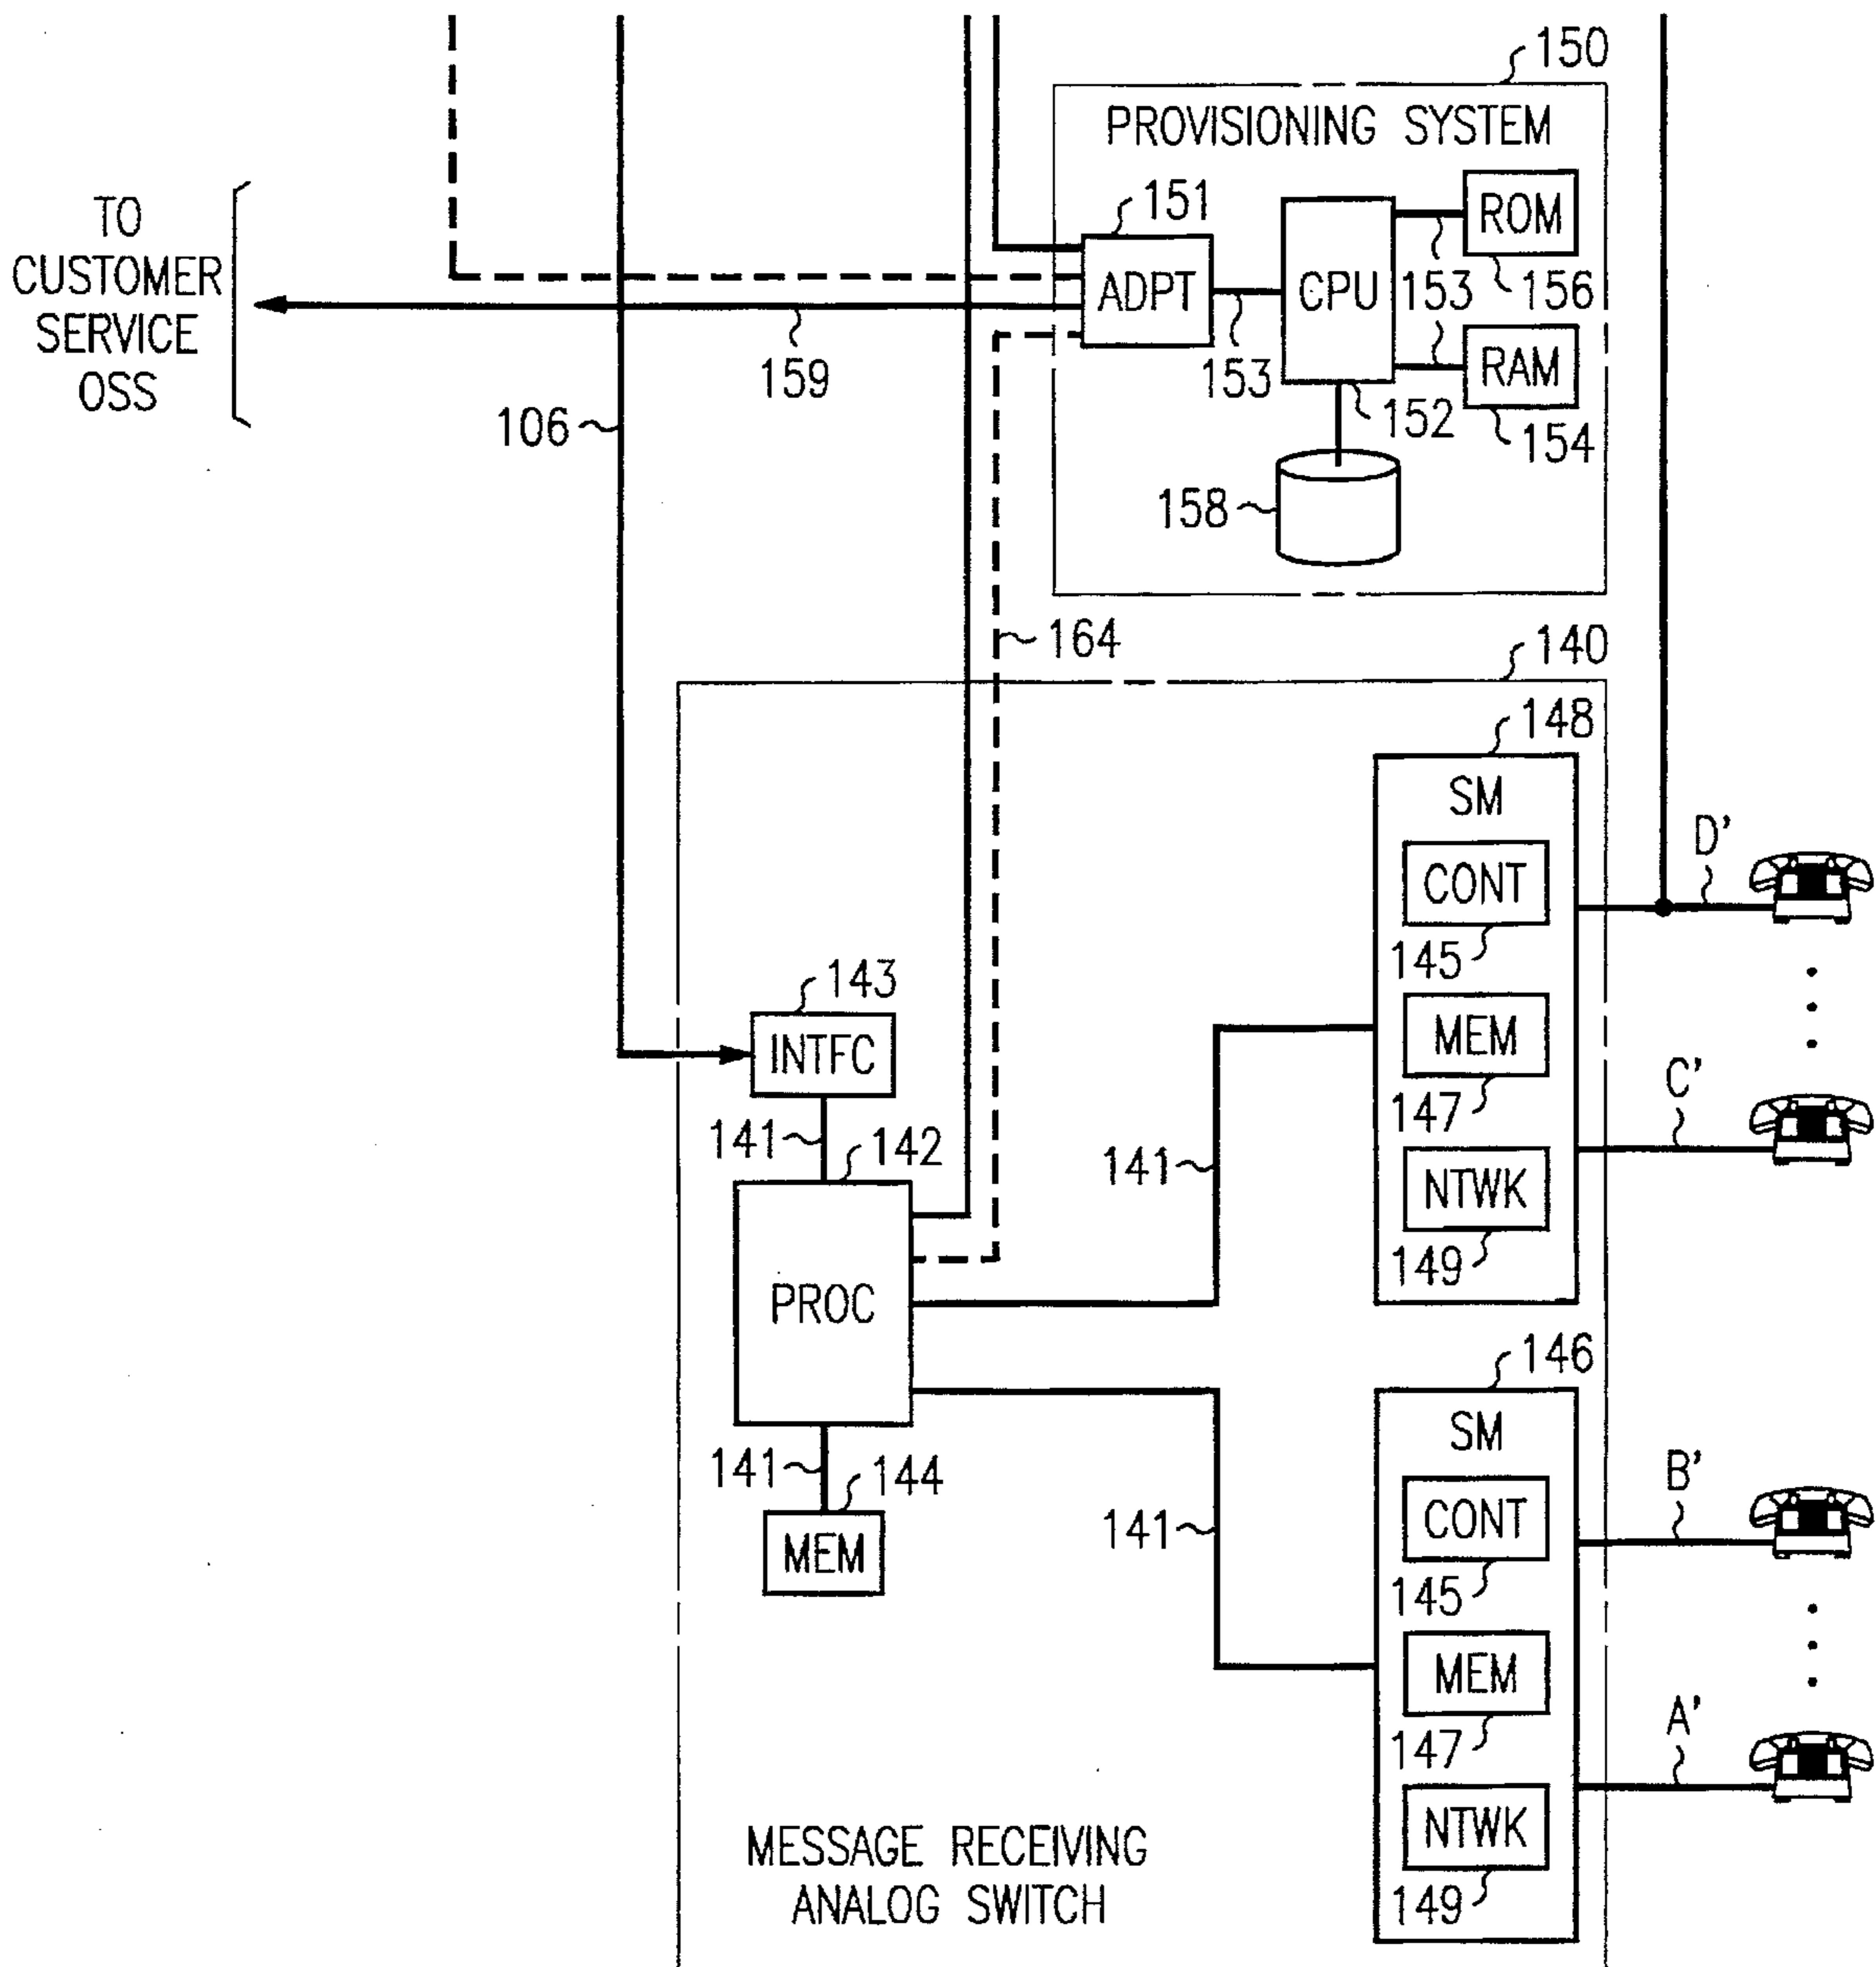 150
PROVISIONING SYSTEM
151
ROM
TO
CUSTOMER
SERVICE
OSS
ADPT
CPU
153
156
159
153
RAM
106
152
154
158
164
140
148
SM
D'
CONT
145
143
INTFC
MEM
C'
147
141
142
141
NTWK
149
PROC
146
SM
B'
141
144
CONT
141
MEM
145
MEM
A'
147
NTWK
MESSAGE RECEIVING
ANALOG SWITCH
149